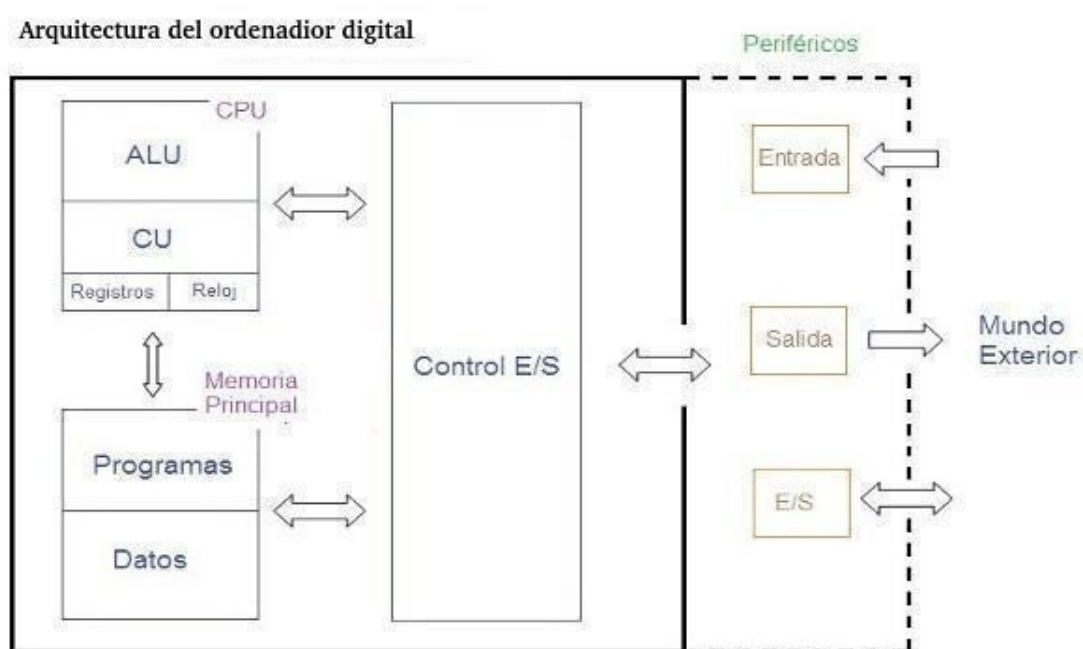 Arquitectura del ordenadior digital
Periféricos
CPU
ALU
CU
Registros
Reloj
Memoria
Principal
Programas
Datos
Control E/S
Entrada
Salida
E/S
Mundo
Exterior